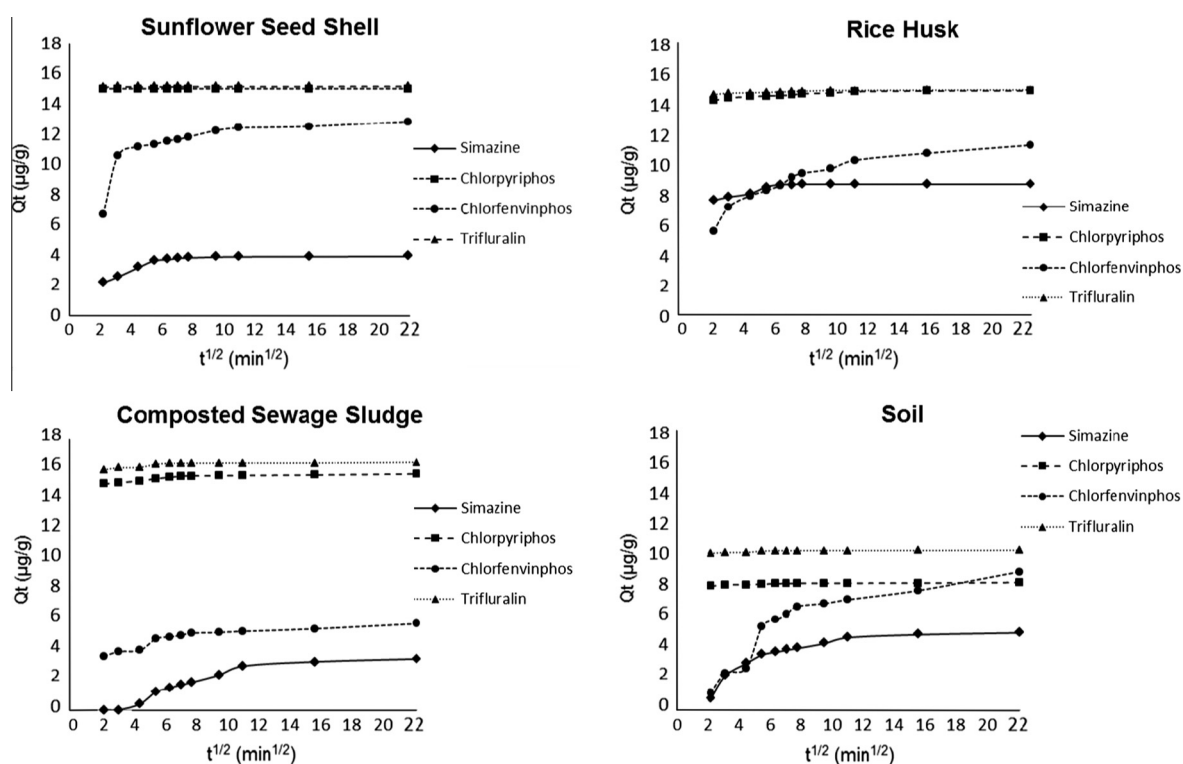 Sunflower Seed Shell
18
16
14
12
10
8
6
4
2
0
Qt (µg/g)
0 2 4 6 8 10 12 14 16 18 20 22
t1/2 (min1/2)
Simazine
Chlorpyriphos
Chlorfenvinphos
Trifluralin
Rice Husk
18
16
14
12
10
8
6
4
2
0
Qt (µg/g)
0 2 4 6 8 10 12 14 16 18 20 22
t1/2 (min1/2)
Simazine
Chlorpyriphos
Chlorfenvinphos
Trifluralin
Composted Sewage Sludge
18
16
14
12
10
8
6
4
2
0
Qt (µg/g)
0 2 4 6 8 10 12 14 16 18 20 22
t1/2 (min1/2)
Simazine
Chlorpyriphos
Chlorfenvinphos
Trifluralin
Soil
18
16
14
12
10
8
6
4
2
0
Qt (µg/g)
0 2 4 6 8 10 12 14 16 18 20 22
t1/2 (min1/2)
Simazine
Chlorpyriphos
Chlorfenvinphos
Trifluralin